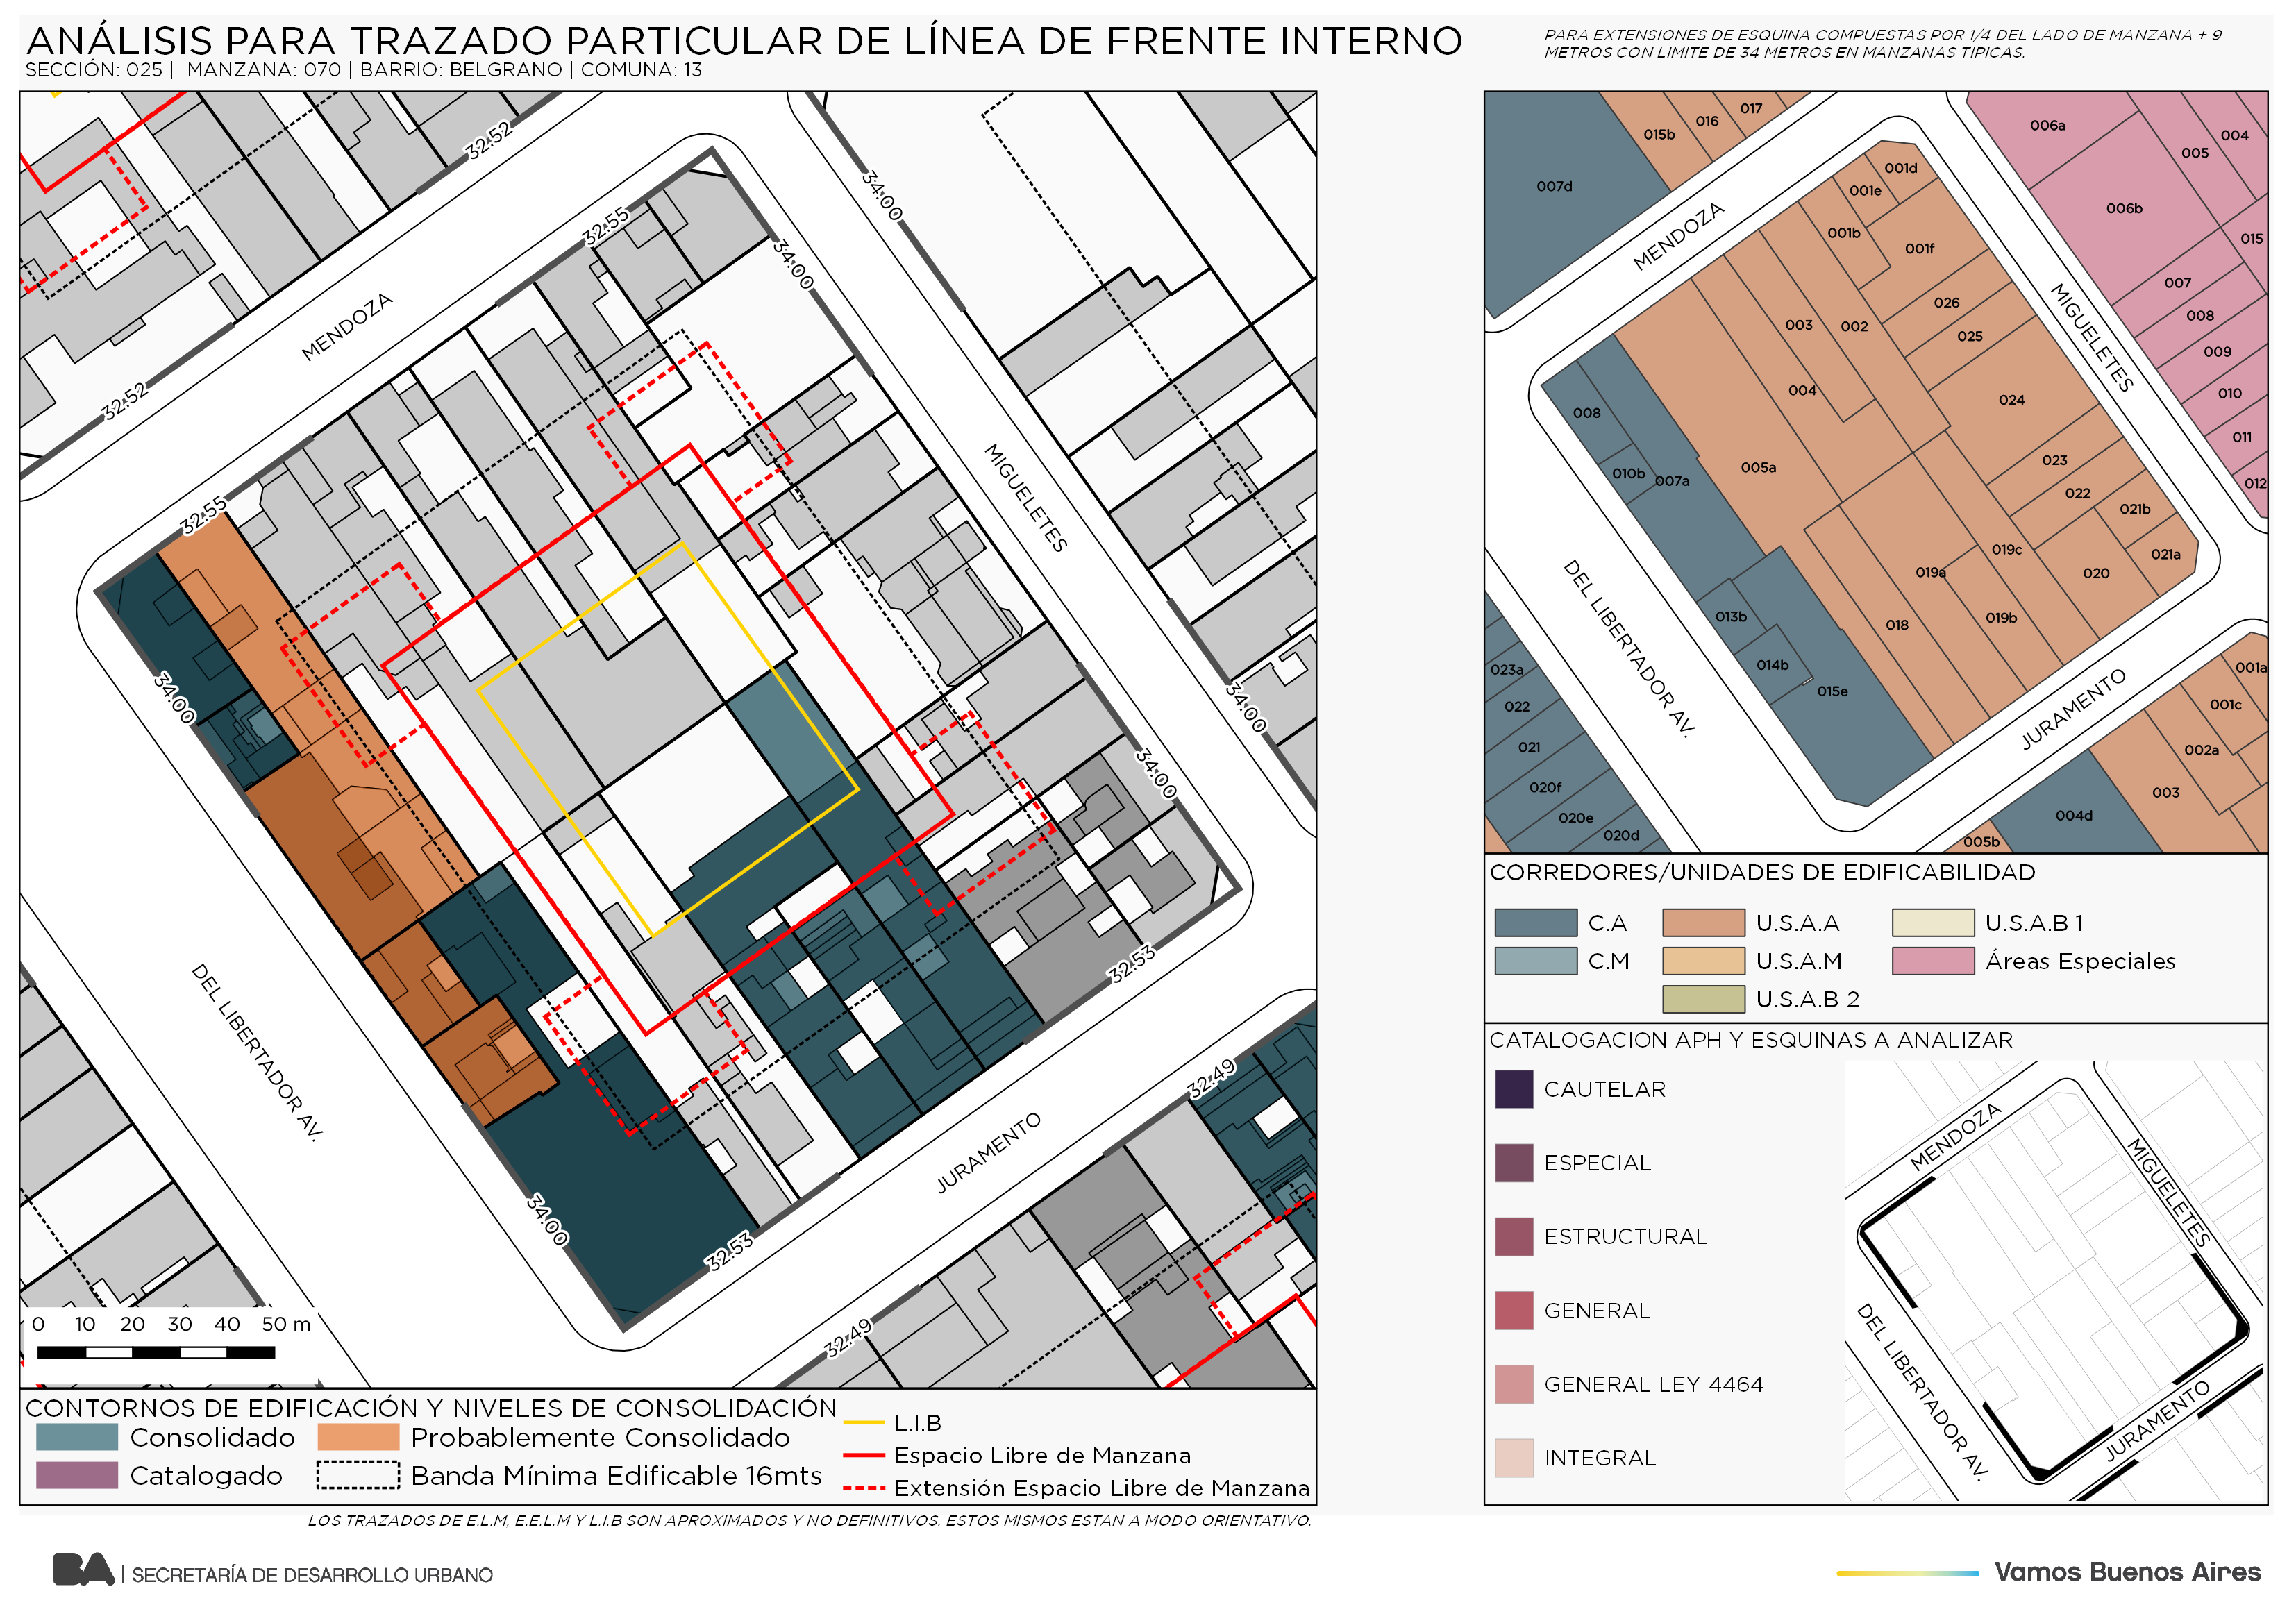 ANÁLISIS PARA TRAZADO PARTICULAR DE LÍNEA DE FRENTE INTERNO
SECCIÓN: 025 | MANZANA: 070 | BARRIO: BELGRANO | COMUNA: 13
PARA EXTENSIONES DE ESQUINA COMPUESTAS POR 1/4 DEL LADO DE MANZANA + 9
METROS CON LIMITE DE 34 METROS EN MANZANAS TIPICAS.
32.52
34.00
32.55
34.00
MENDOZA
32.52
MIGUELETES
32.55
34.00
34.00
34.00
32.53
DEL LIBERTADOR AV.
32.49
JURAMENTO
34.00
32.53
32.49
0 10 20 30 40 50 m
CONTORNOS DE EDIFICACIÓN Y NIVELES DE CONSOLIDACIÓN
Consolidado
Probablemente Consolidado
Catalogado
Banda Mínima Edificable 16mts
L.I.B
Espacio Libre de Manzana
Extensión Espacio Libre de Manzana
LOS TRAZADOS DE E.L.M, E.E.L.M Y L.I.B SON APROXIMADOS Y NO DEFINITIVOS. ESTOS MISMOS ESTAN A MODO ORIENTATIVO.
017
016
015b
006a
004
005
007d
001d
001e
006b
MENDOZA
001b
001f
015
007
026
008
003
002
025
MIGUELETES
009
004
010
024
008
011
005a
023
010b
007a
012
022
021b
019c
021a
019a
020
DEL LIBERTADOR AV.
013b
019b
018
014b
023a
015e
001a
022
001c
JURAMENTO
021
002a
020f
003
020e
004d
020d
005b
CORREDORES/UNIDADES DE EDIFICABILIDAD
C.A
U.S.A.A
U.S.A.B 1
C.M
U.S.A.M
Áreas Especiales
U.S.A.B 2
CATALOGACION APH Y ESQUINAS A ANALIZAR
CAUTELAR
ESPECIAL
ESTRUCTURAL
GENERAL
GENERAL LEY 4464
INTEGRAL
MENDOZA
MIGUELETES
DEL LIBERTADOR AV.
JURAMENTO
BA | SECRETARÍA DE DESARROLLO URBANO
Vamos Buenos Aires